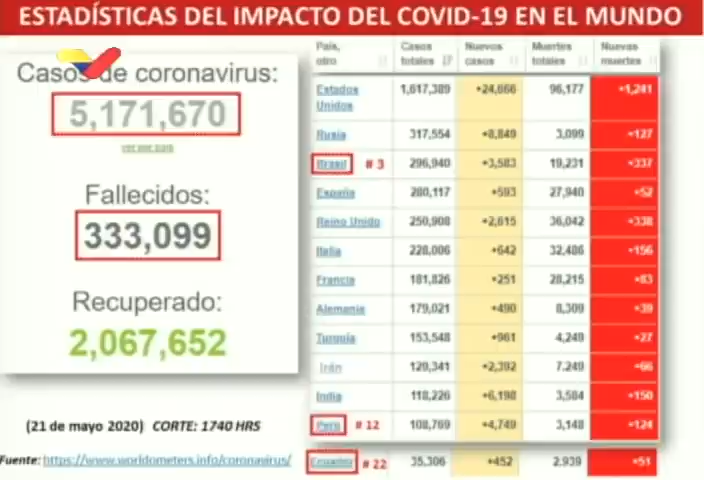 ESTADÍSTICAS DEL IMPACTO DEL COVID-19 EN EL MUNDO
Casos de coronavirus:
5,171,670
ver por país
Fallecidos:
333,099
Recuperado:
2,067,652
(21 de mayo 2020) CORTE: 1740 HRS
Fuente: https://www.worldometers.info/coronavirus/
País, otro Casos totales Nuevos casos Muertes totales Nuevas muertes
Estados Unidos 1,617,389 +24,666 96,177 +1,241
Rusia 317,554 +8,849 3,099 +127
Brasil # 3 296,940 +3,583 19,231 +337
España 280,117 +593 27,940 +52
Reino Unido 250,908 +2,615 36,042 +338
Italia 228,006 +642 32,486 +156
Francia 181,826 +251 28,215 +83
Alemania 179,021 +490 8,309 +39
Turquía 153,548 +961 4,249 +27
Irán 129,341 +2,392 7.249 +66
India 118,226 +6,198 3,584 +150
Perú # 12 108,769 +4,749 3,148 +124
Ecuador # 22 35,306 +452 2.939 +51